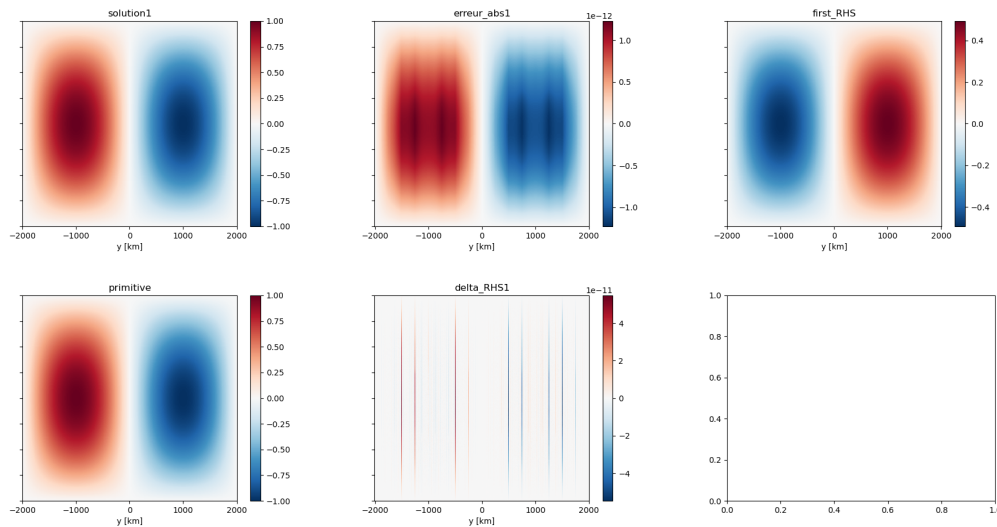 solution1
1.00
0.75
0.50
0.25
0.00
−0.25
−0.50
−0.75
−1.00
−2000 −1000 0 1000 2000
y [km]
erreur_abs1
1e−12
1.0
0.5
0.0
−0.5
−1.0
−2000 −1000 0 1000 2000
y [km]
first_RHS
0.4
0.2
0.0
−0.2
−0.4
−2000 −1000 0 1000 2000
y [km]
primitive
1.00
0.75
0.50
0.25
0.00
−0.25
−0.50
−0.75
−1.00
−2000 −1000 0 1000 2000
y [km]
delta_RHS1
1e−11
4
2
0
−2
−4
−2000 −1000 0 1000 2000
y [km]
1.0
0.8
0.6
0.4
0.2
0.0
0.0 0.2 0.4 0.6 0.8 1.